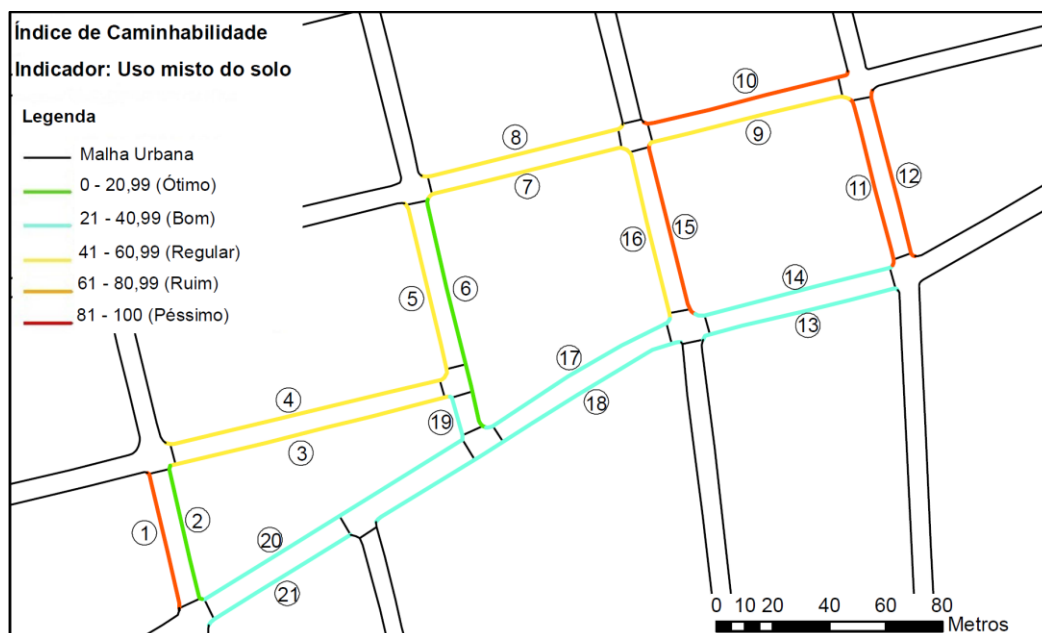 Índice de Caminhabilidade
Indicador: Uso misto do solo
Legenda
Malha Urbana
0 - 20,99 (Ótimo)
21 - 40,99 (Bom)
41 - 60,99 (Regular)
61 - 80,99 (Ruim)
81 - 100 (Péssimo)
10
8
9
7
12
11
15
16
6
5
14
13
17
4
18
19
3
2
1
20
21
0 10 20 40 60 80
Metros